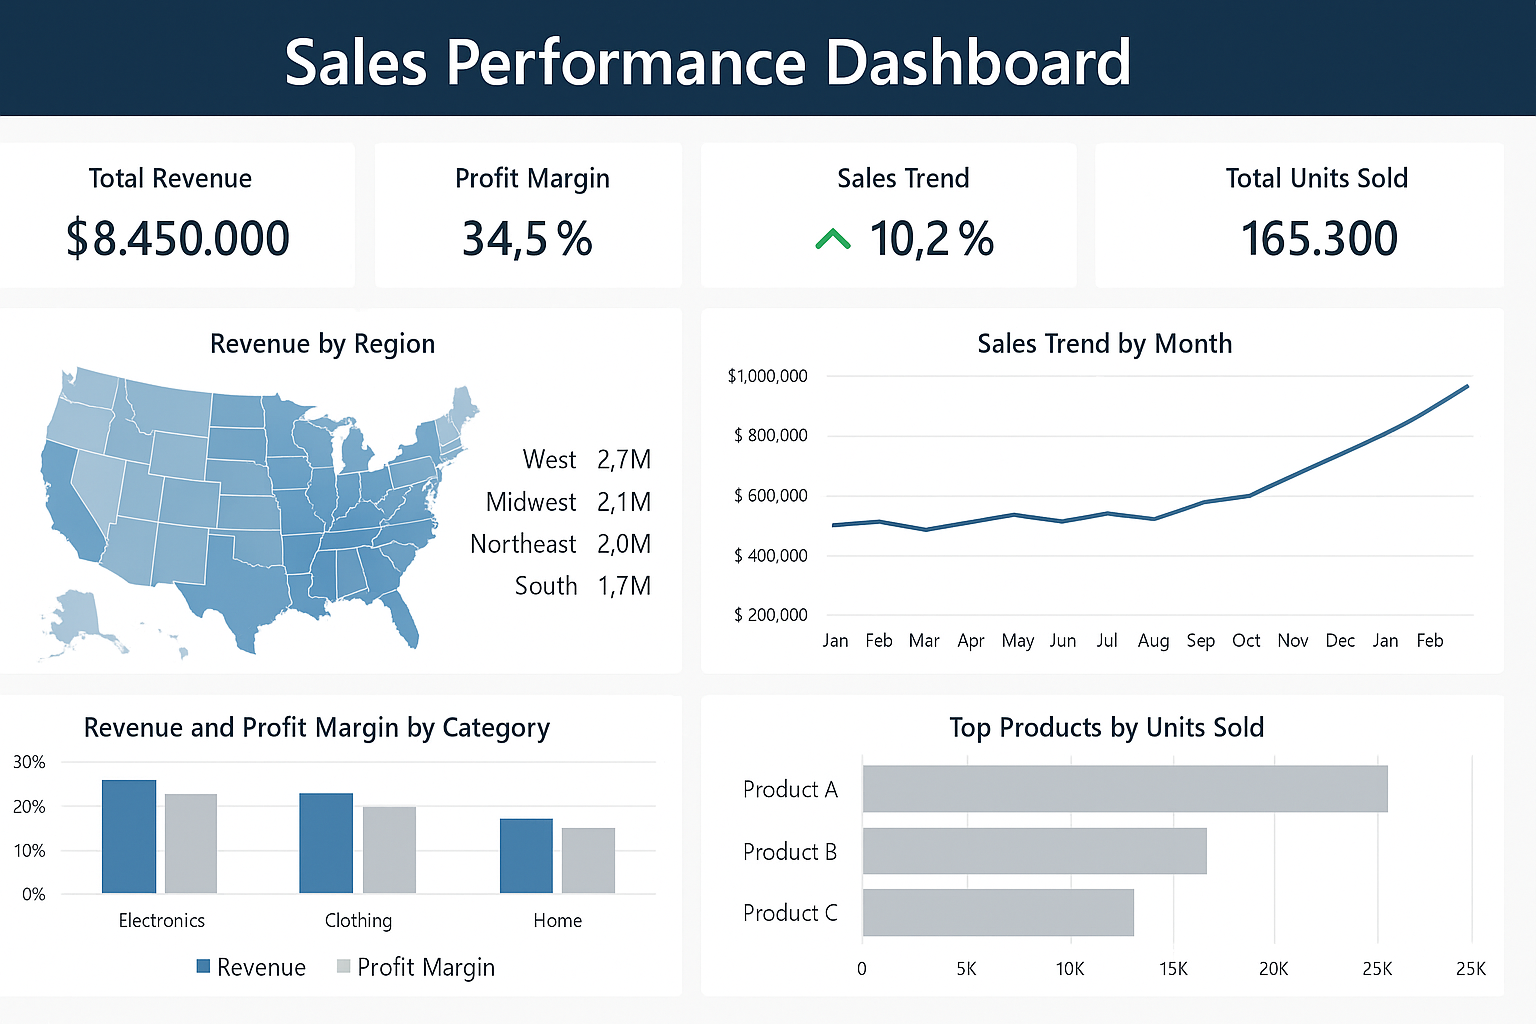 Sales Performance Dashboard
Total Revenue
$8.450.000
Profit Margin
34,5 %
Sales Trend
10,2 %
Total Units Sold
165.300
Revenue by Region
West 2,7M
Midwest 2,1M
Northeast 2,0M
South 1,7M
Sales Trend by Month
$1,000,000
$ 800,000
$ 600,000
$ 400,000
$ 200,000
Jan Feb Mar Apr May Jun Jul Aug Sep Oct Nov Dec Jan Feb
Revenue and Profit Margin by Category
30%
20%
10%
0%
Electronics Clothing Home
Revenue Profit Margin
Top Products by Units Sold
Product A
Product B
Product C
0 5K 10K 15K 20K 25K 25K